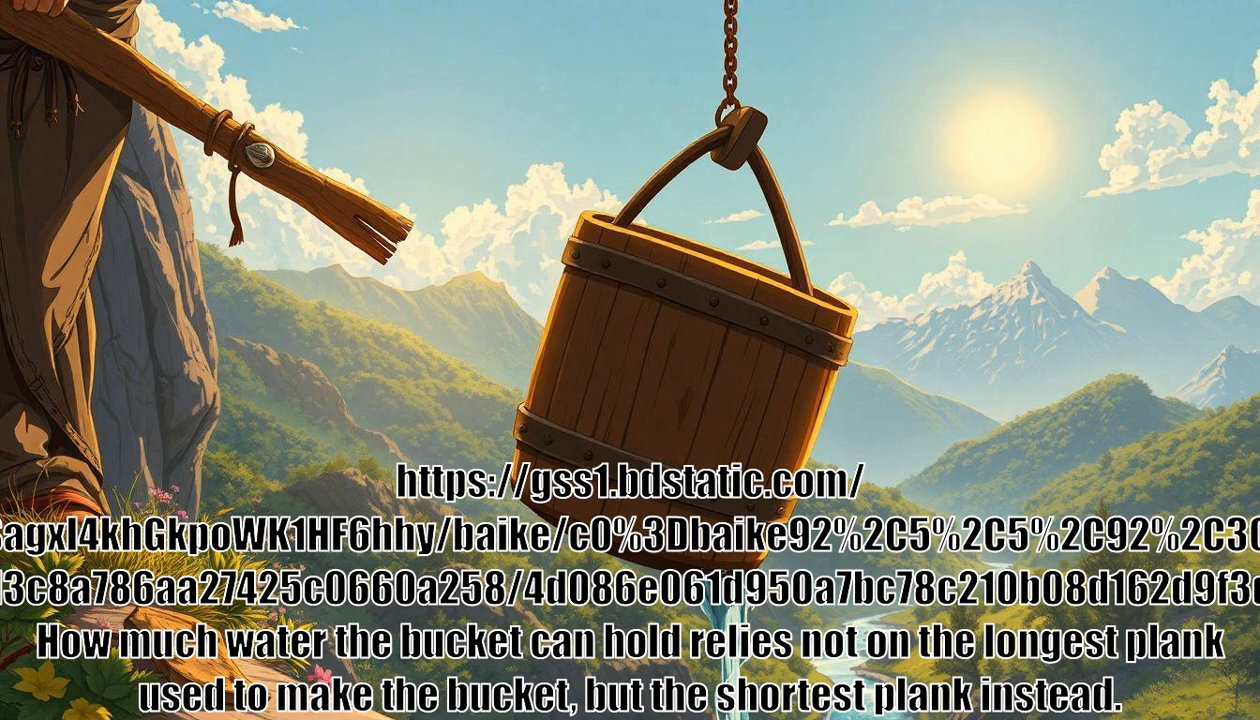 https://gss1.bdstatic.com/
agxI4khGkpoWK1HF6hhy/baike/c0%3Dbaike92%2C5%2C5%2C92%2C3
3c8a786aa27425c0660a258/4d086e061d950a7bc78c210b08d162d9f3
How much water the bucket can hold relies not on the longest plank
used to make the bucket, but the shortest plank instead.